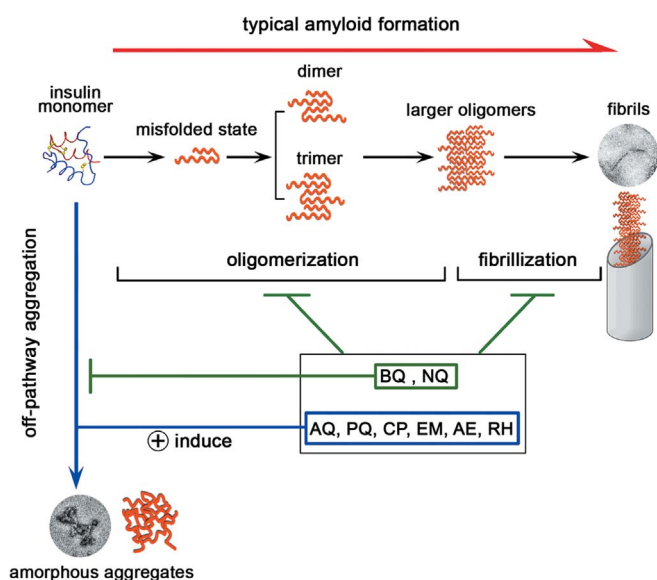 typical amyloid formation
insulin
monomer
misfolded state
dimer
trimer
larger oligomers
fibrils
oligomerization
fibrillization
off-pathway aggregation
BQ , NQ
AQ, PQ, CP, EM, AE, RH
+ induce
amorphous aggregates